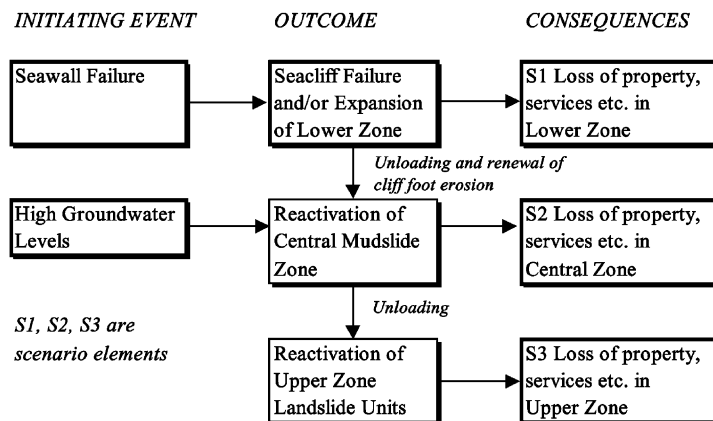 INITIATING EVENT
OUTCOME
CONSEQUENCES
Seawall Failure
Seacliff Failure
and/or Expansion
of Lower Zone
S1 Loss of property,
services etc. in
Lower Zone
Unloading and renewal of
cliff foot erosion
High Groundwater
Levels
Reactivation of
Central Mudslide
Zone
S2 Loss of property,
services etc. in
Central Zone
Unloading
S1, S2, S3 are
scenario elements
Reactivation of
Upper Zone
Landslide Units
S3 Loss of property,
services etc. in
Upper Zone